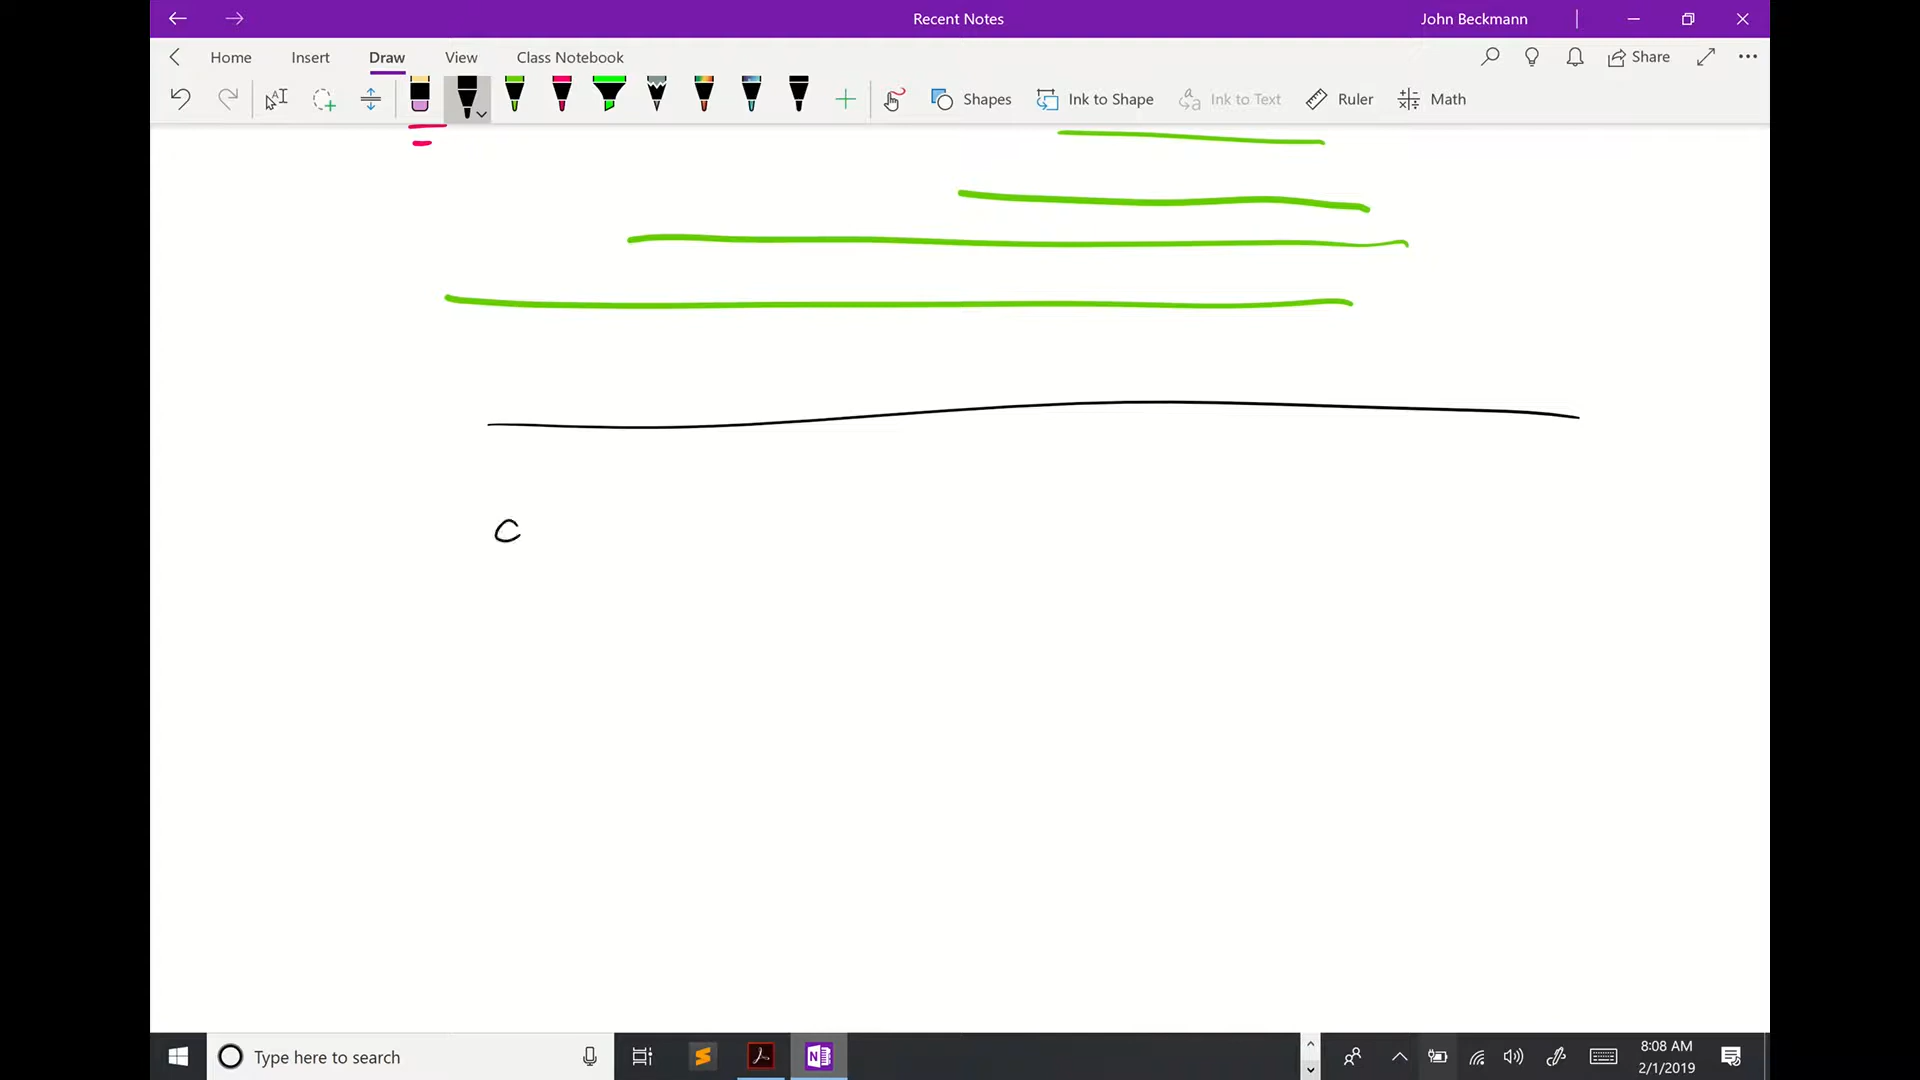 Recent Notes
John Beckmann
Home Insert Draw View Class Notebook
Share
Shapes Ink to Shape Ink to Text Ruler Math
C
Type here to search
8:08 AM
2/1/2019